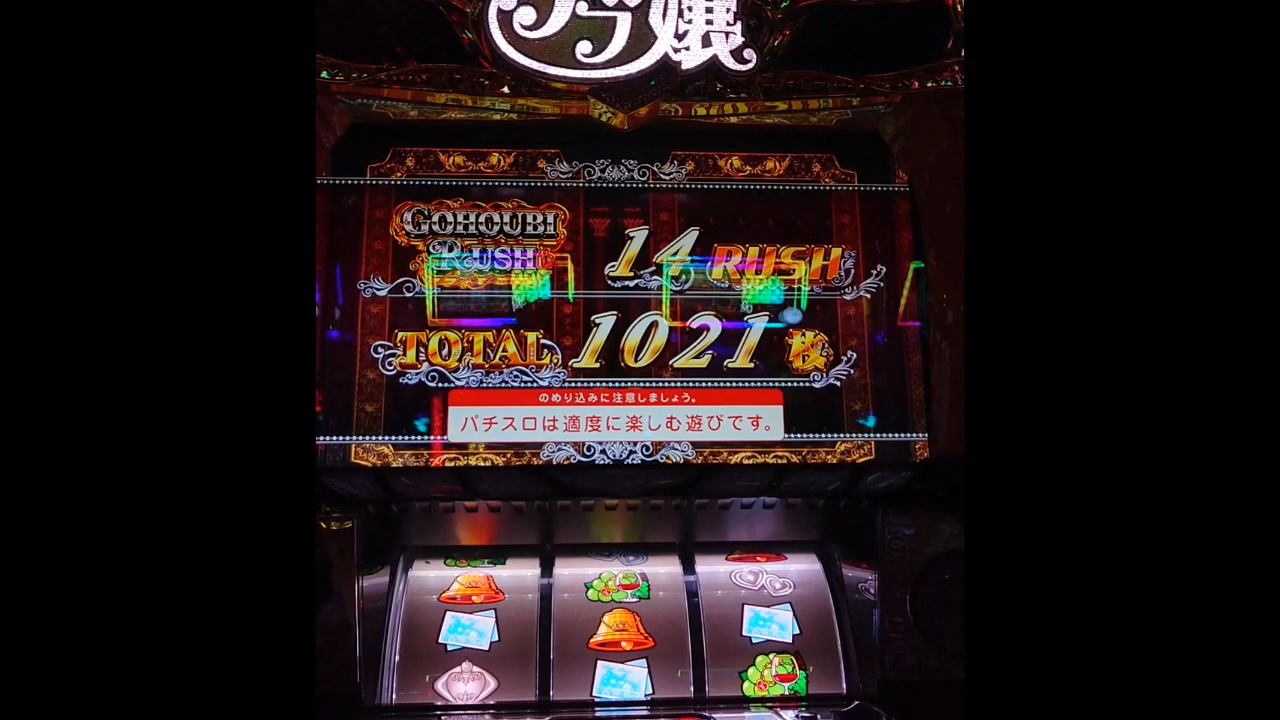 嬢
GOHOUBI
RUSH
14 RUSH
TOTAL 1021 枚
のめり込みに注意しましょう。
パチスロは適度に楽しむ遊びです。